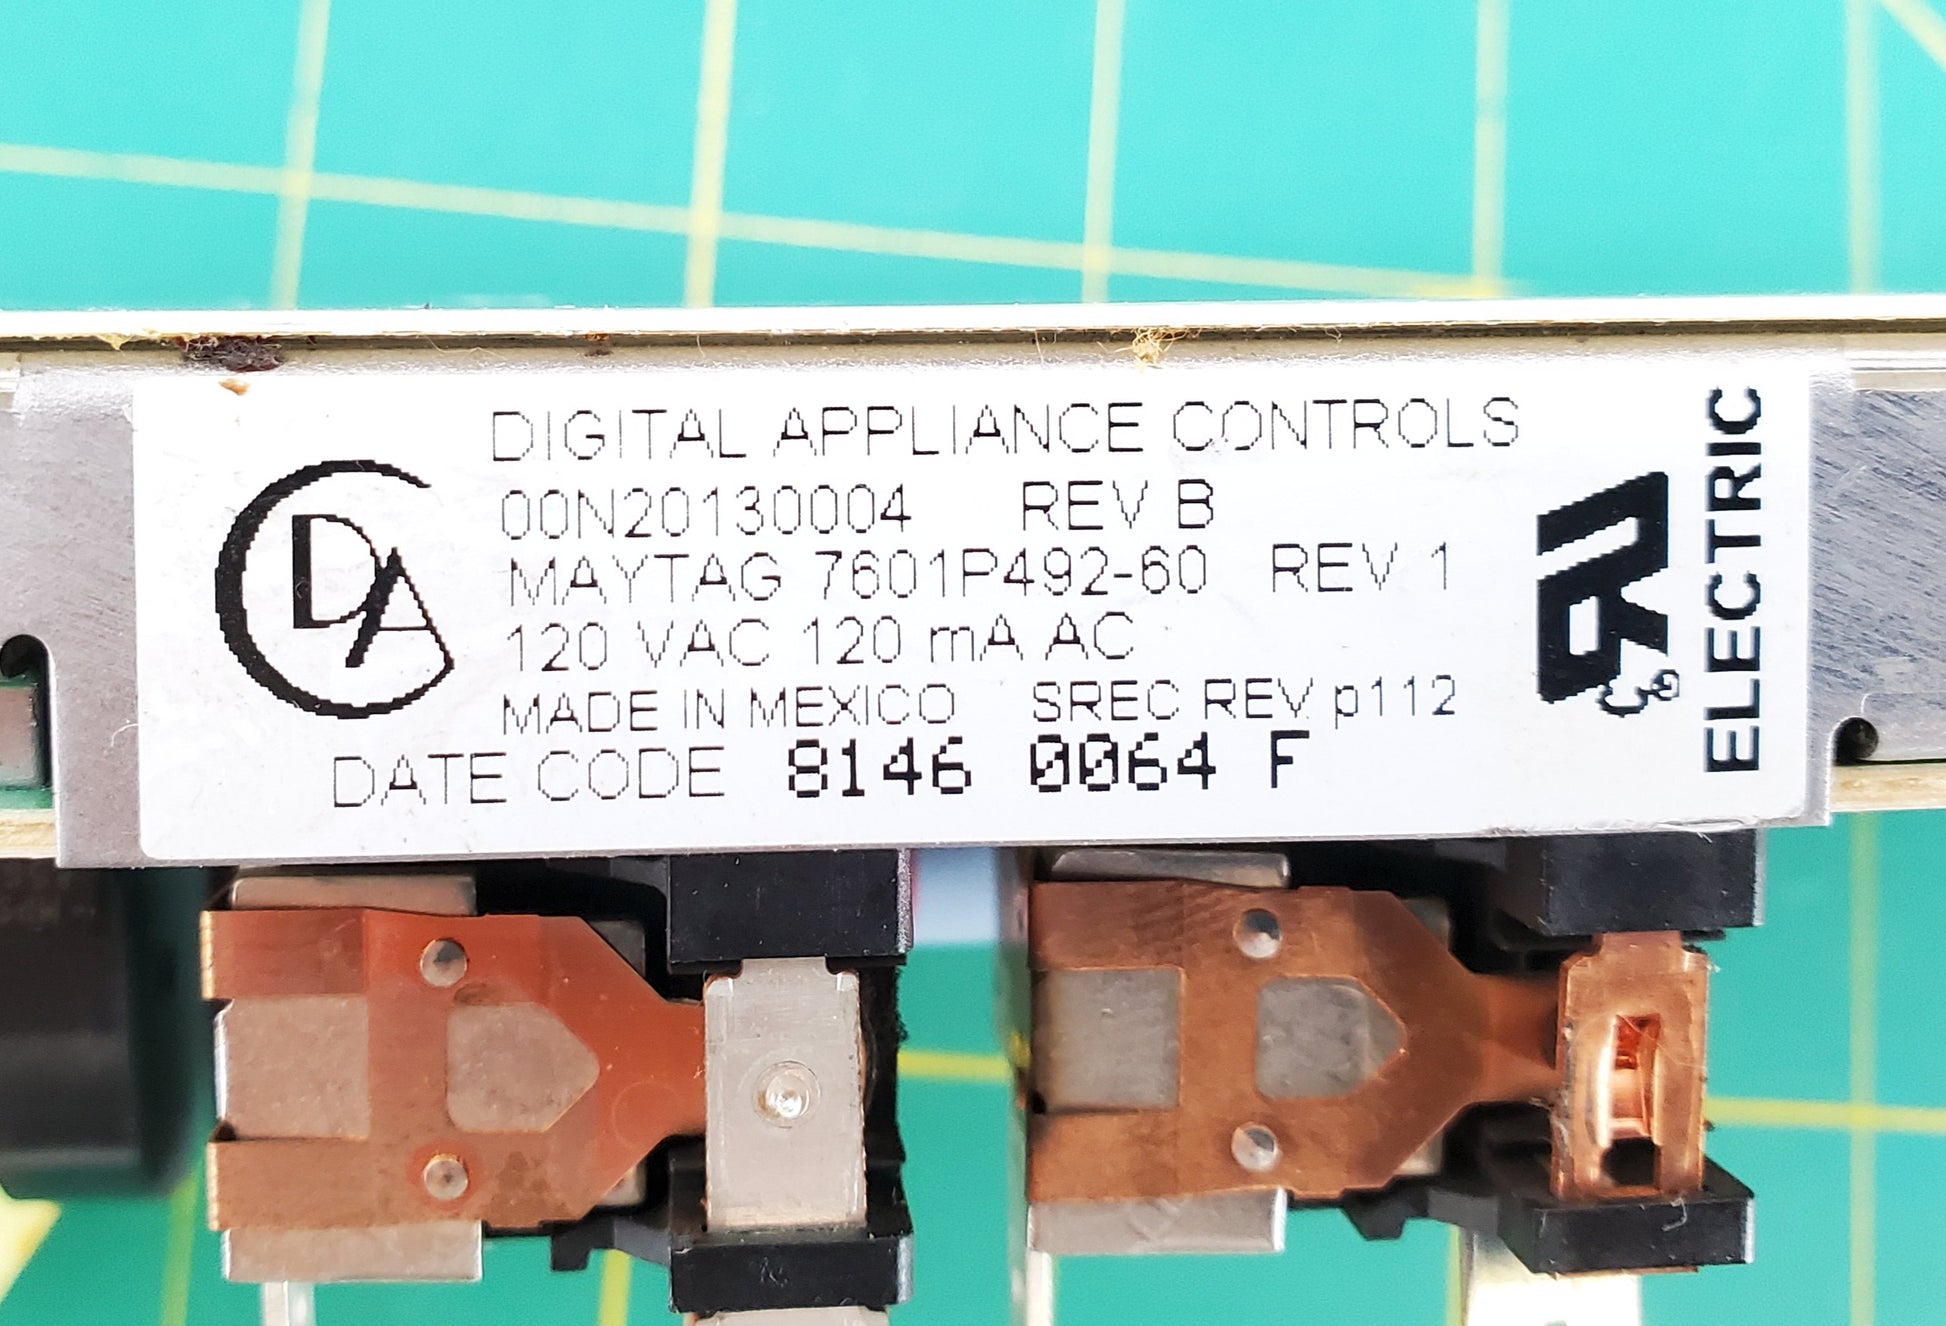 DIGITAL APPLIANCE CONTROLS
00N20130004 REV B
MAYTAG 7601P492-60 REV 1
120 VAC 120 mA AC
MADE IN MEXICO SREC REV p112
DATE CODE 8146 0064 F
CDA
ELECTRIC